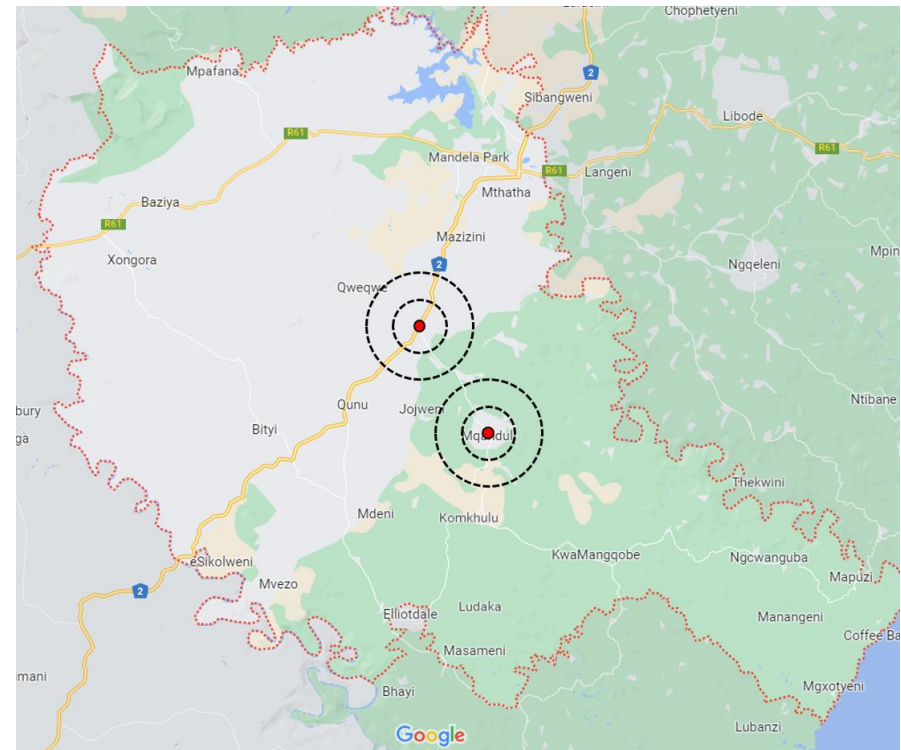 Chophetyeni
Mpafana
2
Sibangweni
Libode
R61
R61
Mandela Park
R61
Langeni
Mthatha
Baziya
R61
Mazizini
Mpin
Xongora
2
Ngqeleni
Qweqwe
Ntibane
Qunu
Jojweni
bury
Bityi
Mqanduli
ga
Thekwini
Mdeni
Komkhulu
KwaMangqobe
Ngcwanguba
eSikolweni
Mapuzi
Mvezo
2
Ludaka
Elliotdale
Manangeni
Coffee Ba
Masameni
imani
Mgxotyeni
Bhayi
Lubanzi
Google